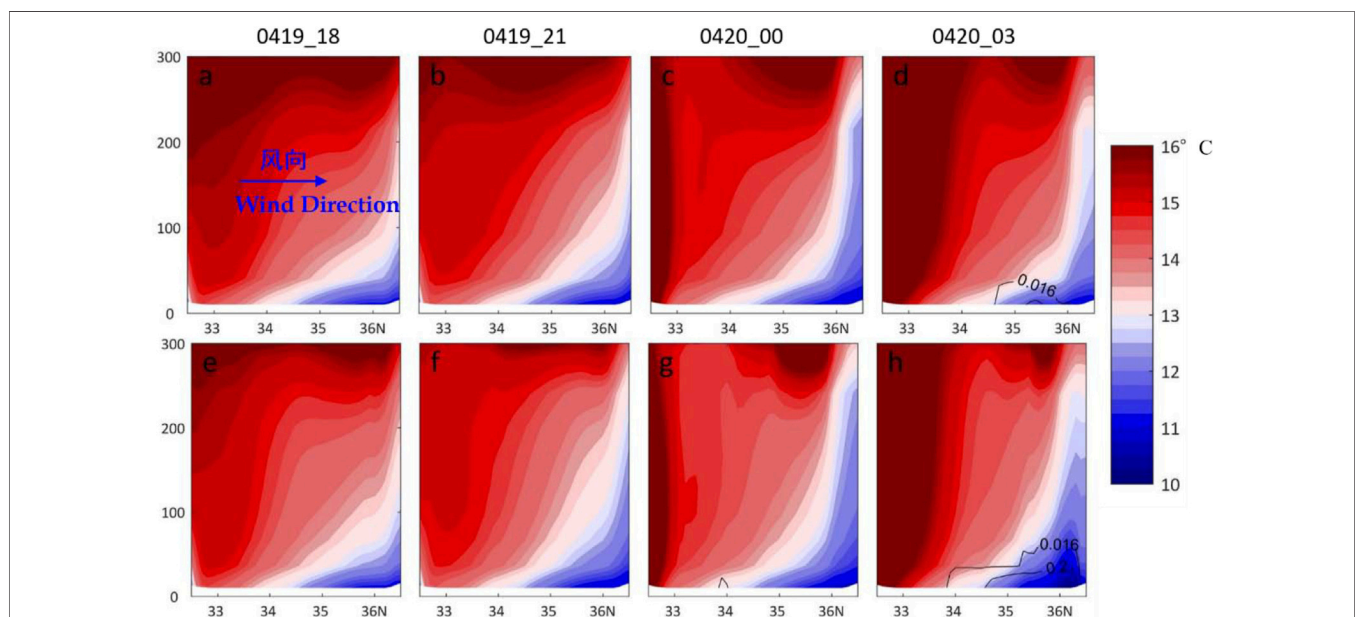 0419_18 0419_21 0420_00 0420_03
300 a b c d
200
风向
Wind Direction
100
0.016
0
33 34 35 36N 33 34 35 36N 33 34 35 36N 33 34 35 36N
16° C
15
14
13
12
11
10
300 e f g h
200
100
0.016
0.2
0
33 34 35 36N 33 34 35 36N 33 34 35 36N 33 34 35 36N